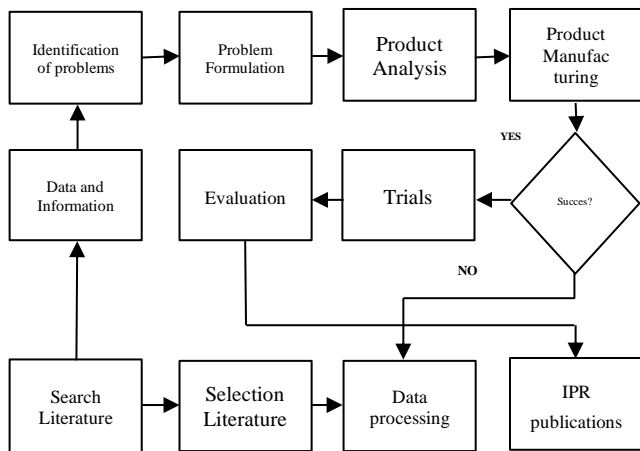 Identification
of problems
Problem
Formulation
Product
Analysis
Product
Manufac
turing
YES
Data and
Information
Evaluation
Trials
Succes?
NO
Search
Literature
Selection
Literature
Data
processing
IPR
publications